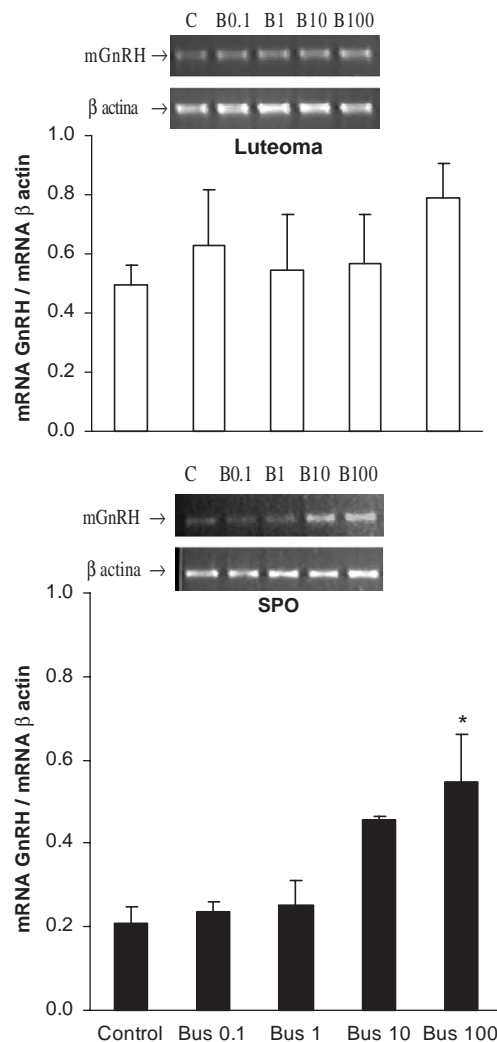 C B0.1 B1 B10 B100
mGnRH →
β actina →
Luteoma
mRNA GnRH / mRNA β actin
1.0
0.8
0.6
0.4
0.2
0.0
C B0.1 B1 B10 B100
mGnRH →
β actina →
SPO
mRNA GnRH / mRNA β actin
1.0
0.8
0.6
0.4
0.2
0.0
*
Control Bus 0.1 Bus 1 Bus 10 Bus 100